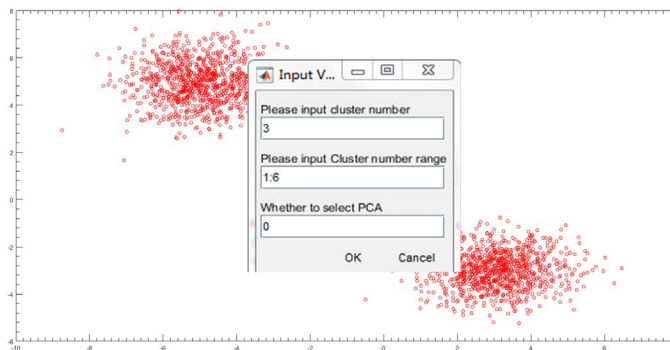 8
Input V...
6
Please input cluster number
3
4
Please input Cluster number range
2
1:6
0
Whether to select PCA
0
-2
OK Cancel
-4
-6
-10 -8 -6 -4 -2 0 2 4 6